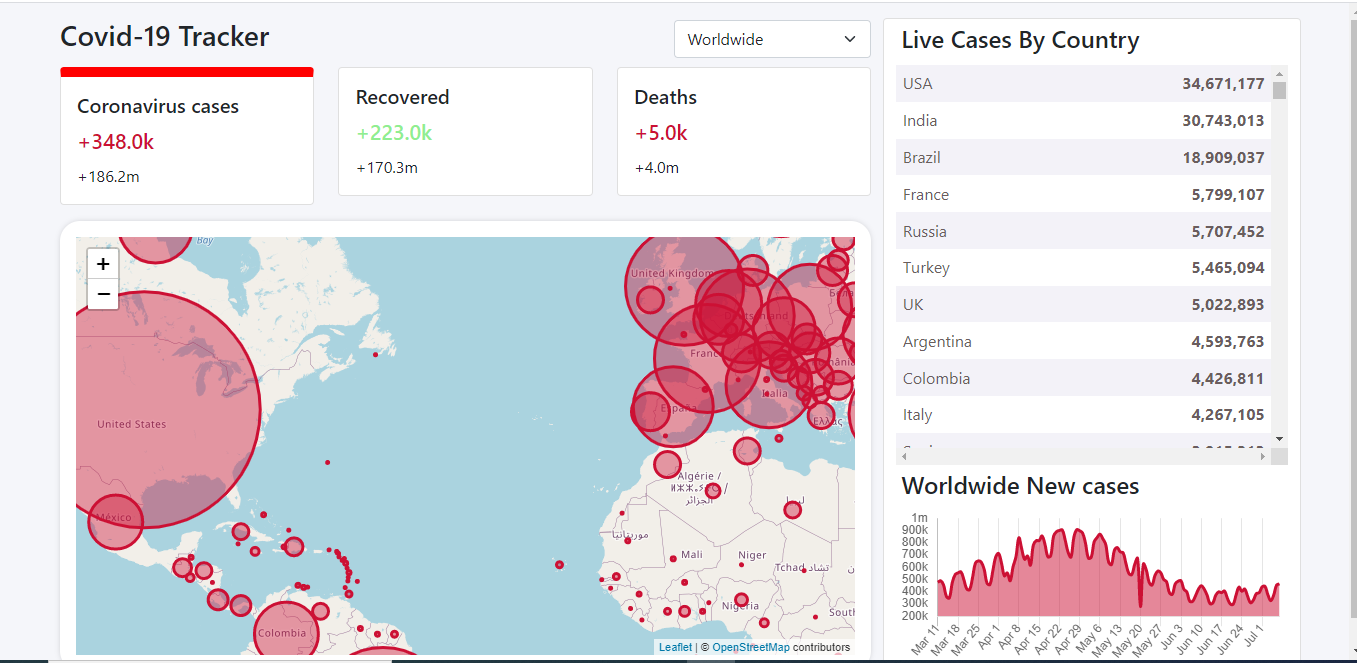 Covid-19 Tracker
Worldwide
Coronavirus cases
+348.0k
+186.2m
Recovered
+223.0k
+170.3m
Deaths
+5.0k
+4.0m
+
−
Bay
United States
México
Colombia
United Kingdom
Deutschland
France
España
Italia
Ελλάς
Algérie /
الجزائر
ليبيا
موريتانيا
Mali
Niger
Tchad تشاد
Nigeria
South
Leaflet | © OpenStreetMap contributors
Live Cases By Country
USA 34,671,177
India 30,743,013
Brazil 18,909,037
France 5,799,107
Russia 5,707,452
Turkey 5,465,094
UK 5,022,893
Argentina 4,593,763
Colombia 4,426,811
Italy 4,267,105
Worldwide New cases
1m
900k
800k
700k
600k
500k
400k
300k
200k
Mar 11
Mar 18
Mar 25
Apr 1
Apr 8
Apr 15
Apr 22
Apr 29
May 6
May 13
May 20
May 27
Jun 3
Jun 10
Jun 17
Jun 24
Jul 1